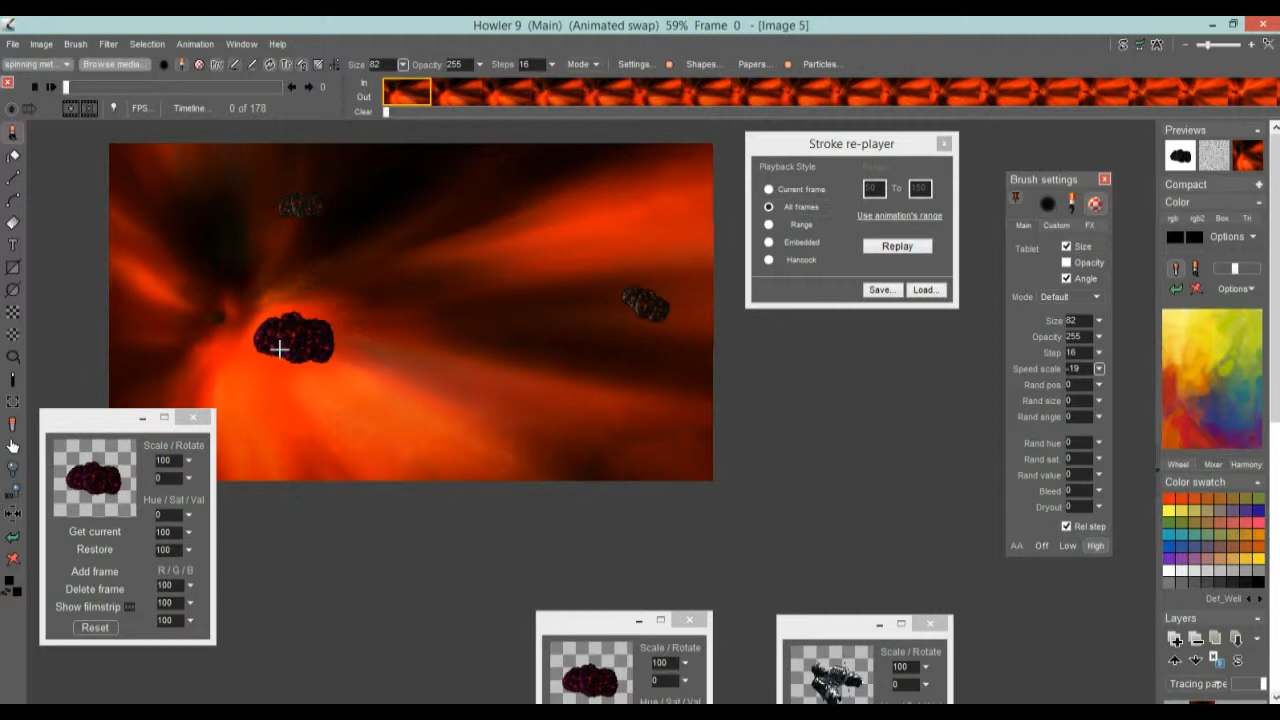 Howler 9 (Main) (Animated swap) 59% Frame 0 - [Image 5]
File Image Brush Filter Selection Animation Window Help
spinning met .. Browse media... Size 82 Opacity 255 Steps 16 Mode Settings... Shapes... Papers... Particles...
0 In
Out
FPS... Timeline... 0 of 178 Clear
Stroke re-player
Playback Style
Current frame 50 To 150
All frames Use animation's range
Range
Embedded Replay
Hancock
Save... Load...
Brush settings
Main Custom FX
Tablet Size
Opacity
Angle
Mode Default
Size 82
Opacity 255
Step 16
Speed scale -19
Rand pos 0
Rand size 0
Rand angle 0
Rand hue 0
Rand sat. 0
Rand value 0
Bleed 0
Dryout 0
Rel step
AA Off Low High
Previews
Compact
Color
rgb rgb2 Box Tri
Options
Options
Wheel Mixer Harmony
Color swatch
Def_Well
Layers
Tracing pape
Scale / Rotate
100
0
Hue / Sat / Val
0
Get current 100
Restore 100
Add frame R / G / B
Delete frame 100
Show filmstrip ... 100
Reset 100
Scale / Rotate
100
0
Scale / Rotate
100
0